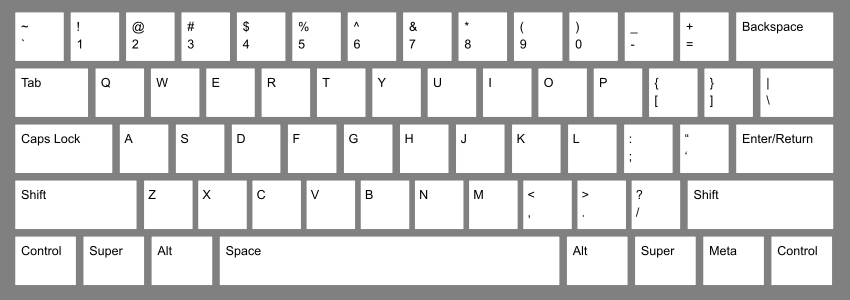 ~ ! @ # $ % ^ & * ( ) _ + Backspace
` 1 2 3 4 5 6 7 8 9 0 - =
Tab Q W E R T Y U I O P { } |
[ ] \
Caps Lock A S D F G H J K L : “ Enter/Return
; ‘
Shift Z X C V B N M < > ? Shift
, . /
Control Super Alt Space Alt Super Meta Control